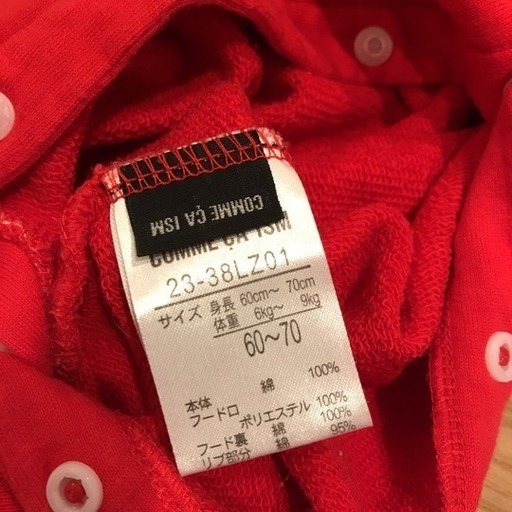 COMME ÇA ISM
COMME ÇA ISM
23-38LZ01
サイズ 身長 60cm〜 70cm
体重 6kg〜 9kg
60〜70
本体 綿 100%
フード口 ポリエステル 100%
フード裏 綿 100%
リブ部分 綿 95%